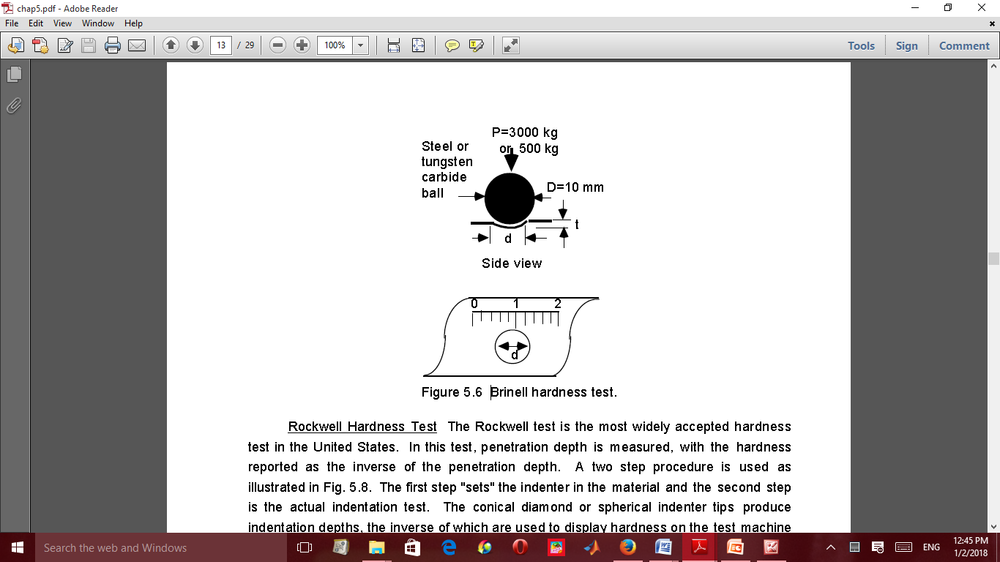 chap5.pdf - Adobe Reader
File Edit View Window Help
13 / 29 100% Tools Sign Comment
P=3000 kg
or 500 kg
Steel or
tungsten
carbide
ball
D=10 mm
t
d
Side view
0 1 2
d
Figure 5.6 Brinell hardness test.
Rockwell Hardness Test The Rockwell test is the most widely accepted hardness
test in the United States. In this test, penetration depth is measured, with the hardness
reported as the inverse of the penetration depth. A two step procedure is used as
illustrated in Fig. 5.8. The first step "sets" the indenter in the material and the second step
is the actual indentation test. The conical diamond or spherical indenter tips produce
indentation depths, the inverse of which are used to display hardness on the test machine
Search the web and Windows
ENG
12:45 PM
1/2/2018